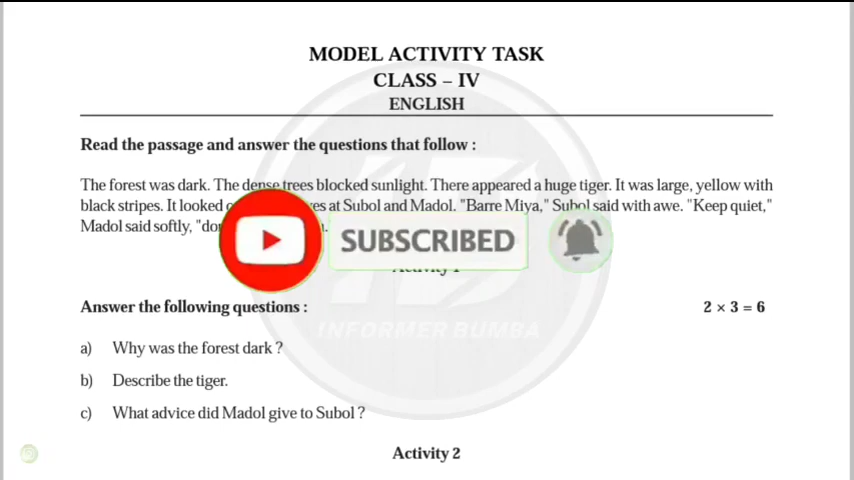 MODEL ACTIVITY TASK
CLASS – IV
ENGLISH
Read the passage and answer the questions that follow :
The forest was dark. The dense trees blocked sunlight. There appeared a huge tiger. It was large, yellow with
black stripes. It looked at Subol and Madol. "Barre Miya," Subol said with awe. "Keep quiet,"
Madol said softly,
SUBSCRIBED
Activity 1
Answer the following questions : 2 × 3 = 6
INFORMER BUMBA
a) Why was the forest dark ?
b) Describe the tiger.
c) What advice did Madol give to Subol ?
Activity 2